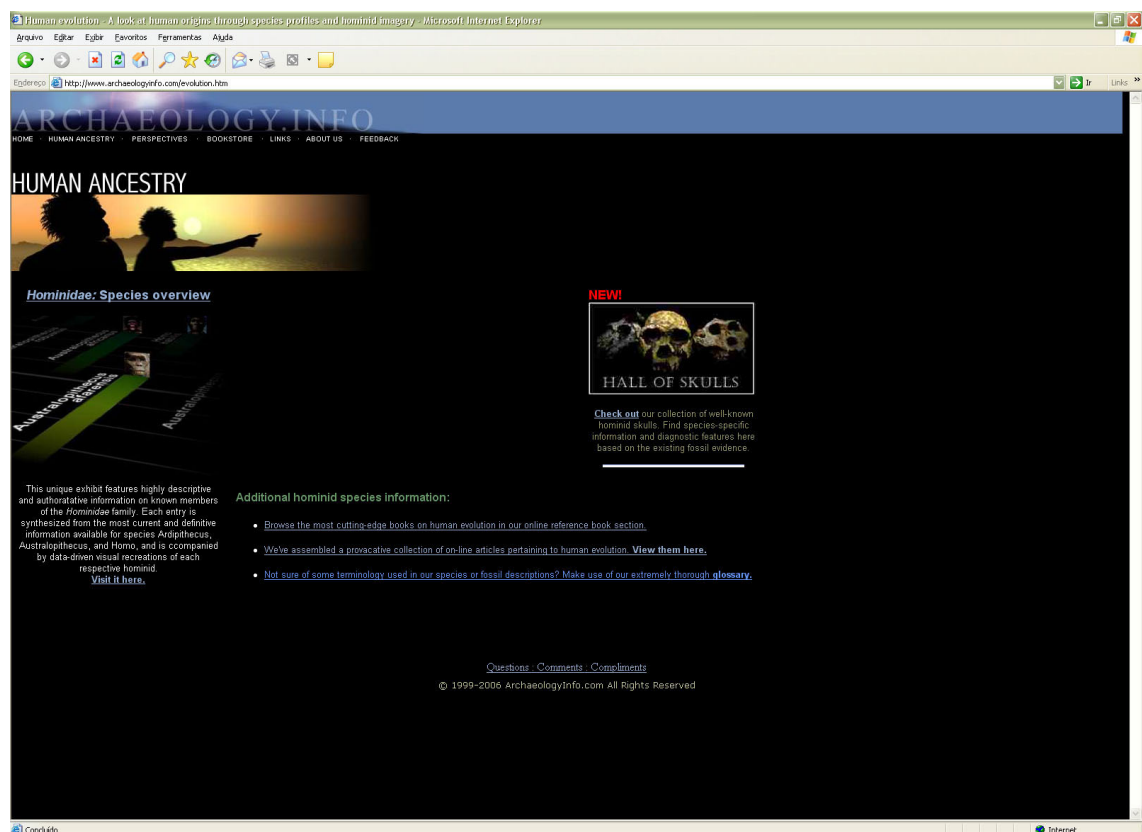 Human evolution - A look at human origins through species profiles and hominid imagery - Microsoft Internet Explorer
Arquivo Editar Exibir Favoritos Ferramentas Ajuda
Endereço http://www.archaeologyinfo.com/evolution.htm Ir Links »
ARCHAEOLOGY.INFO
HOME · HUMAN ANCESTRY · PERSPECTIVES · BOOKSTORE · LINKS · ABOUT US · FEEDBACK
HUMAN ANCESTRY
Hominidae: Species overview
Australopithecus
afarensis
Australopithecus
NEW!
HALL OF SKULLS
Check out our collection of well-known
hominid skulls. Find species-specific
information and diagnostic features here
based on the existing fossil evidence.
This unique exhibit features highly descriptive
and authoratative information on known members
of the Hominidae family. Each entry is
synthesized from the most current and definitive
information available for species Ardipithecus,
Australopithecus, and Homo, and is ccompanied
by data-driven visual recreations of each
respective hominid.
Visit it here.
Additional hominid species information:
• Browse the most cutting-edge books on human evolution in our online reference book section.
• We've assembled a provacative collection of on-line articles pertaining to human evolution. View them here.
• Not sure of some terminology used in our species or fossil descriptions? Make use of our extremely thorough glossary.
Questions : Comments : Compliments
© 1999-2006 ArchaeologyInfo.com All Rights Reserved
Concluído Internet